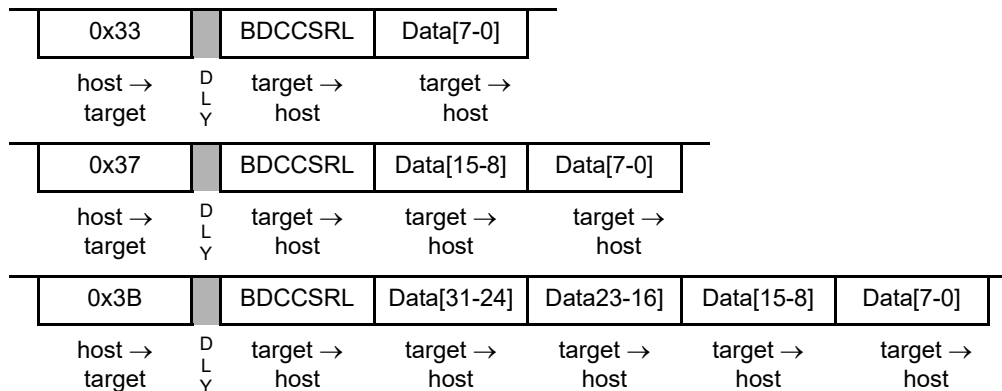 0x33 BDCCSRL Data[7-0]
host → D target → target →
target L host host
Y
0x37 BDCCSRL Data[15-8] Data[7-0]
host → D target → target → target →
target L host host host
Y
0x3B BDCCSRL Data[31-24] Data23-16] Data[15-8] Data[7-0]
host → D target → target → target → target → target →
target L host host host host host
Y